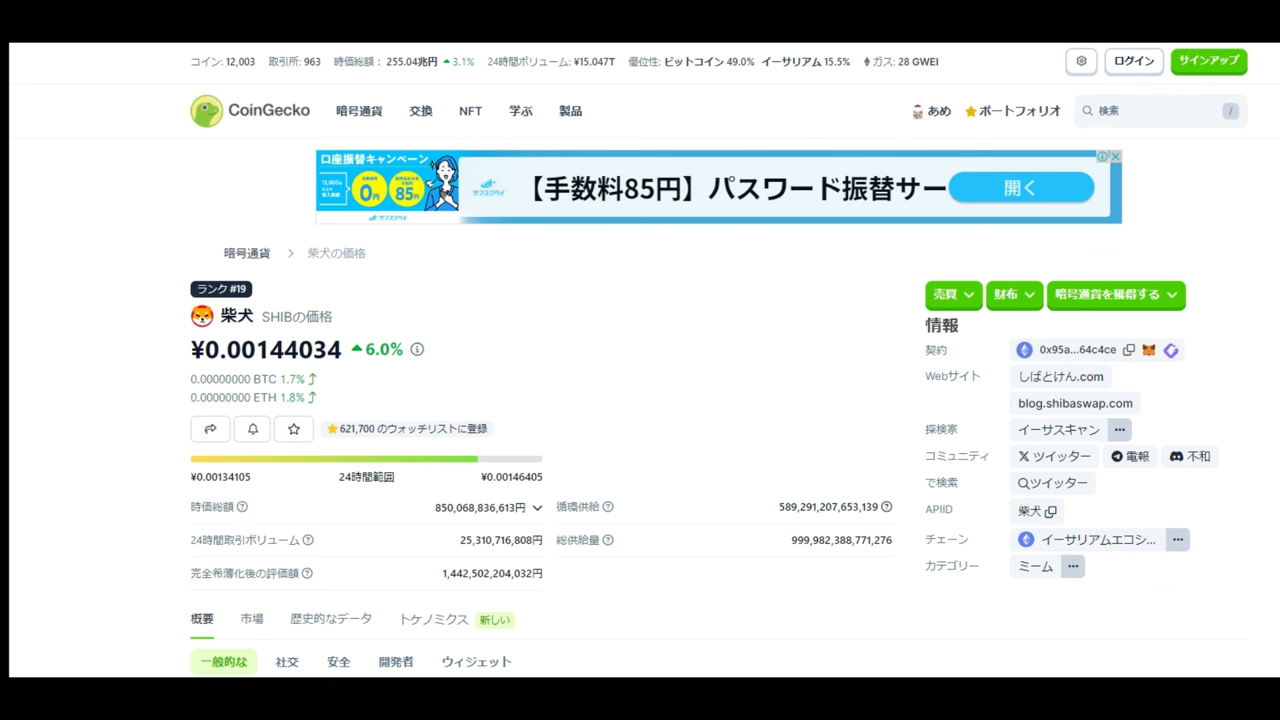 コイン: 12,003 取引所: 963 時価総額： 255.04兆円 3.1% 24時間ボリューム: ¥15.047T 優位性: ビットコイン 49.0% イーサリアム 15.5% ガス: 28 GWEI ログイン サインアップ
CoinGecko 暗号通貨 交換 NFT 学ぶ 製品 あめ ポートフォリオ 検索 /
口座振替キャンペーン
0円 85円
【手数料85円】パスワード振替サー 開く
暗号通貨 > 柴犬の価格
ランク #19
柴犬 SHIBの価格
¥0.00144034 6.0%
0.00000000 BTC 1.7%
0.00000000 ETH 1.8%
621,700 のウォッチリストに登録
¥0.00134105 24時間範囲 ¥0.00146405
時価総額 850,068,836,613円
24時間取引ボリューム 25,310,716,808円
完全希薄化後の評価額 1,442,502,204,032円
循環供給 589,291,207,653,139
総供給量 999,982,388,771,276
売買 財布 暗号通貨を獲得する
情報
契約 0x95a...64c4ce
Webサイト しばとけん.com
blog.shibaswap.com
探検家 イーサスキャン ...
コミュニティ ツイッター 電報 不和
で検索 ツイッター
APIID 柴犬
チェーン イーサリアムエコシ... ...
カテゴリー ミーム ...
概要 市場 歴史的なデータ トケノミクス 新しい
一般的な 社交 安全 開発者 ウィジェット